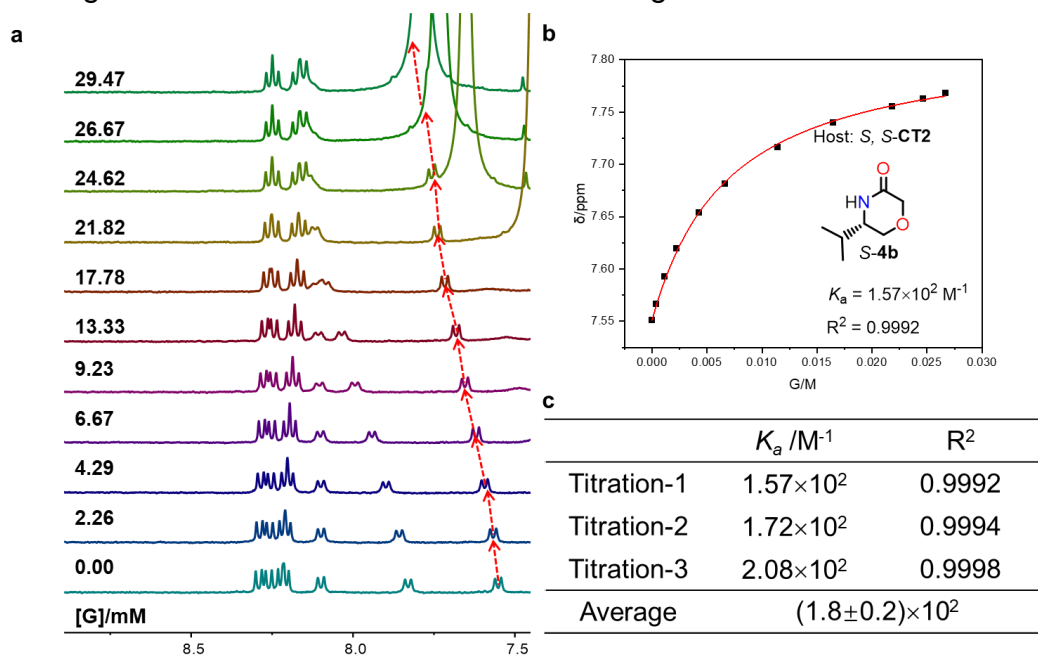 a
29.47
26.67
24.62
21.82
17.78
13.33
9.23
6.67
4.29
2.26
0.00
[G]/mM
8.5
8.0
7.5
b
7.80
7.75
7.70
7.65
7.60
7.55
δ/ppm
Host: S, S-CT2
O
HN
O
S-4b
Kₐ = 1.57×10² M⁻¹
R² = 0.9992
0.000 0.005 0.010 0.015 0.020 0.025 0.030
G/M
c
Kₐ /M⁻¹ R²
Titration-1 1.57×10² 0.9992
Titration-2 1.72×10² 0.9994
Titration-3 2.08×10² 0.9998
Average (1.8±0.2)×10²